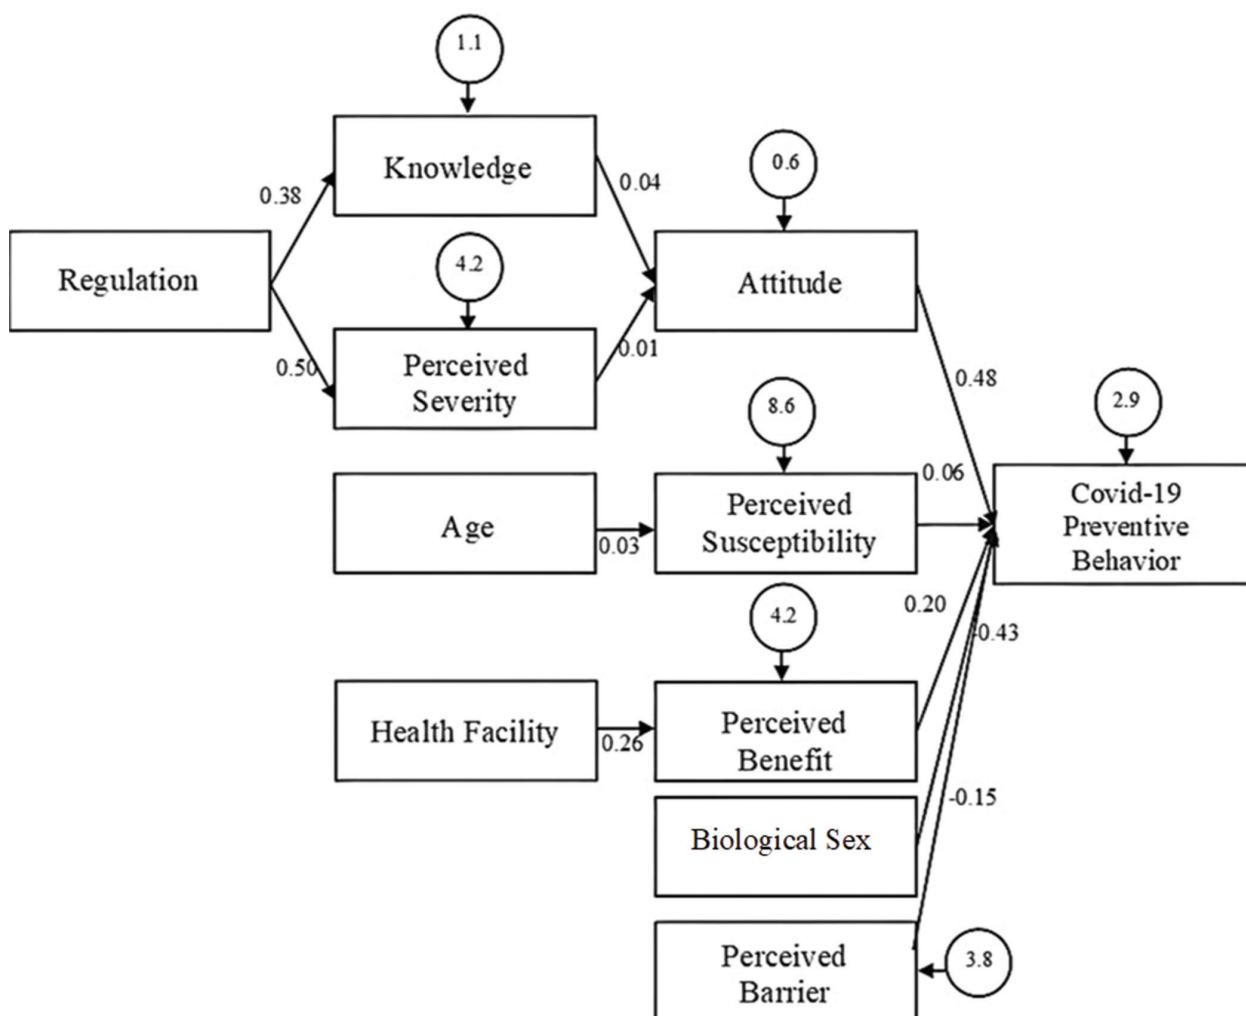 1.1
Knowledge
0.38
0.04
0.6
Regulation
4.2
Attitude
0.50
Perceived
Severity
0.01
0.48
8.6
2.9
Age
0.03
Perceived
Susceptibility
0.06
Covid-19
Preventive
Behavior
4.2
0.20
-0.43
Health Facility
0.26
Perceived
Benefit
-0.15
Biological Sex
Perceived
Barrier
3.8